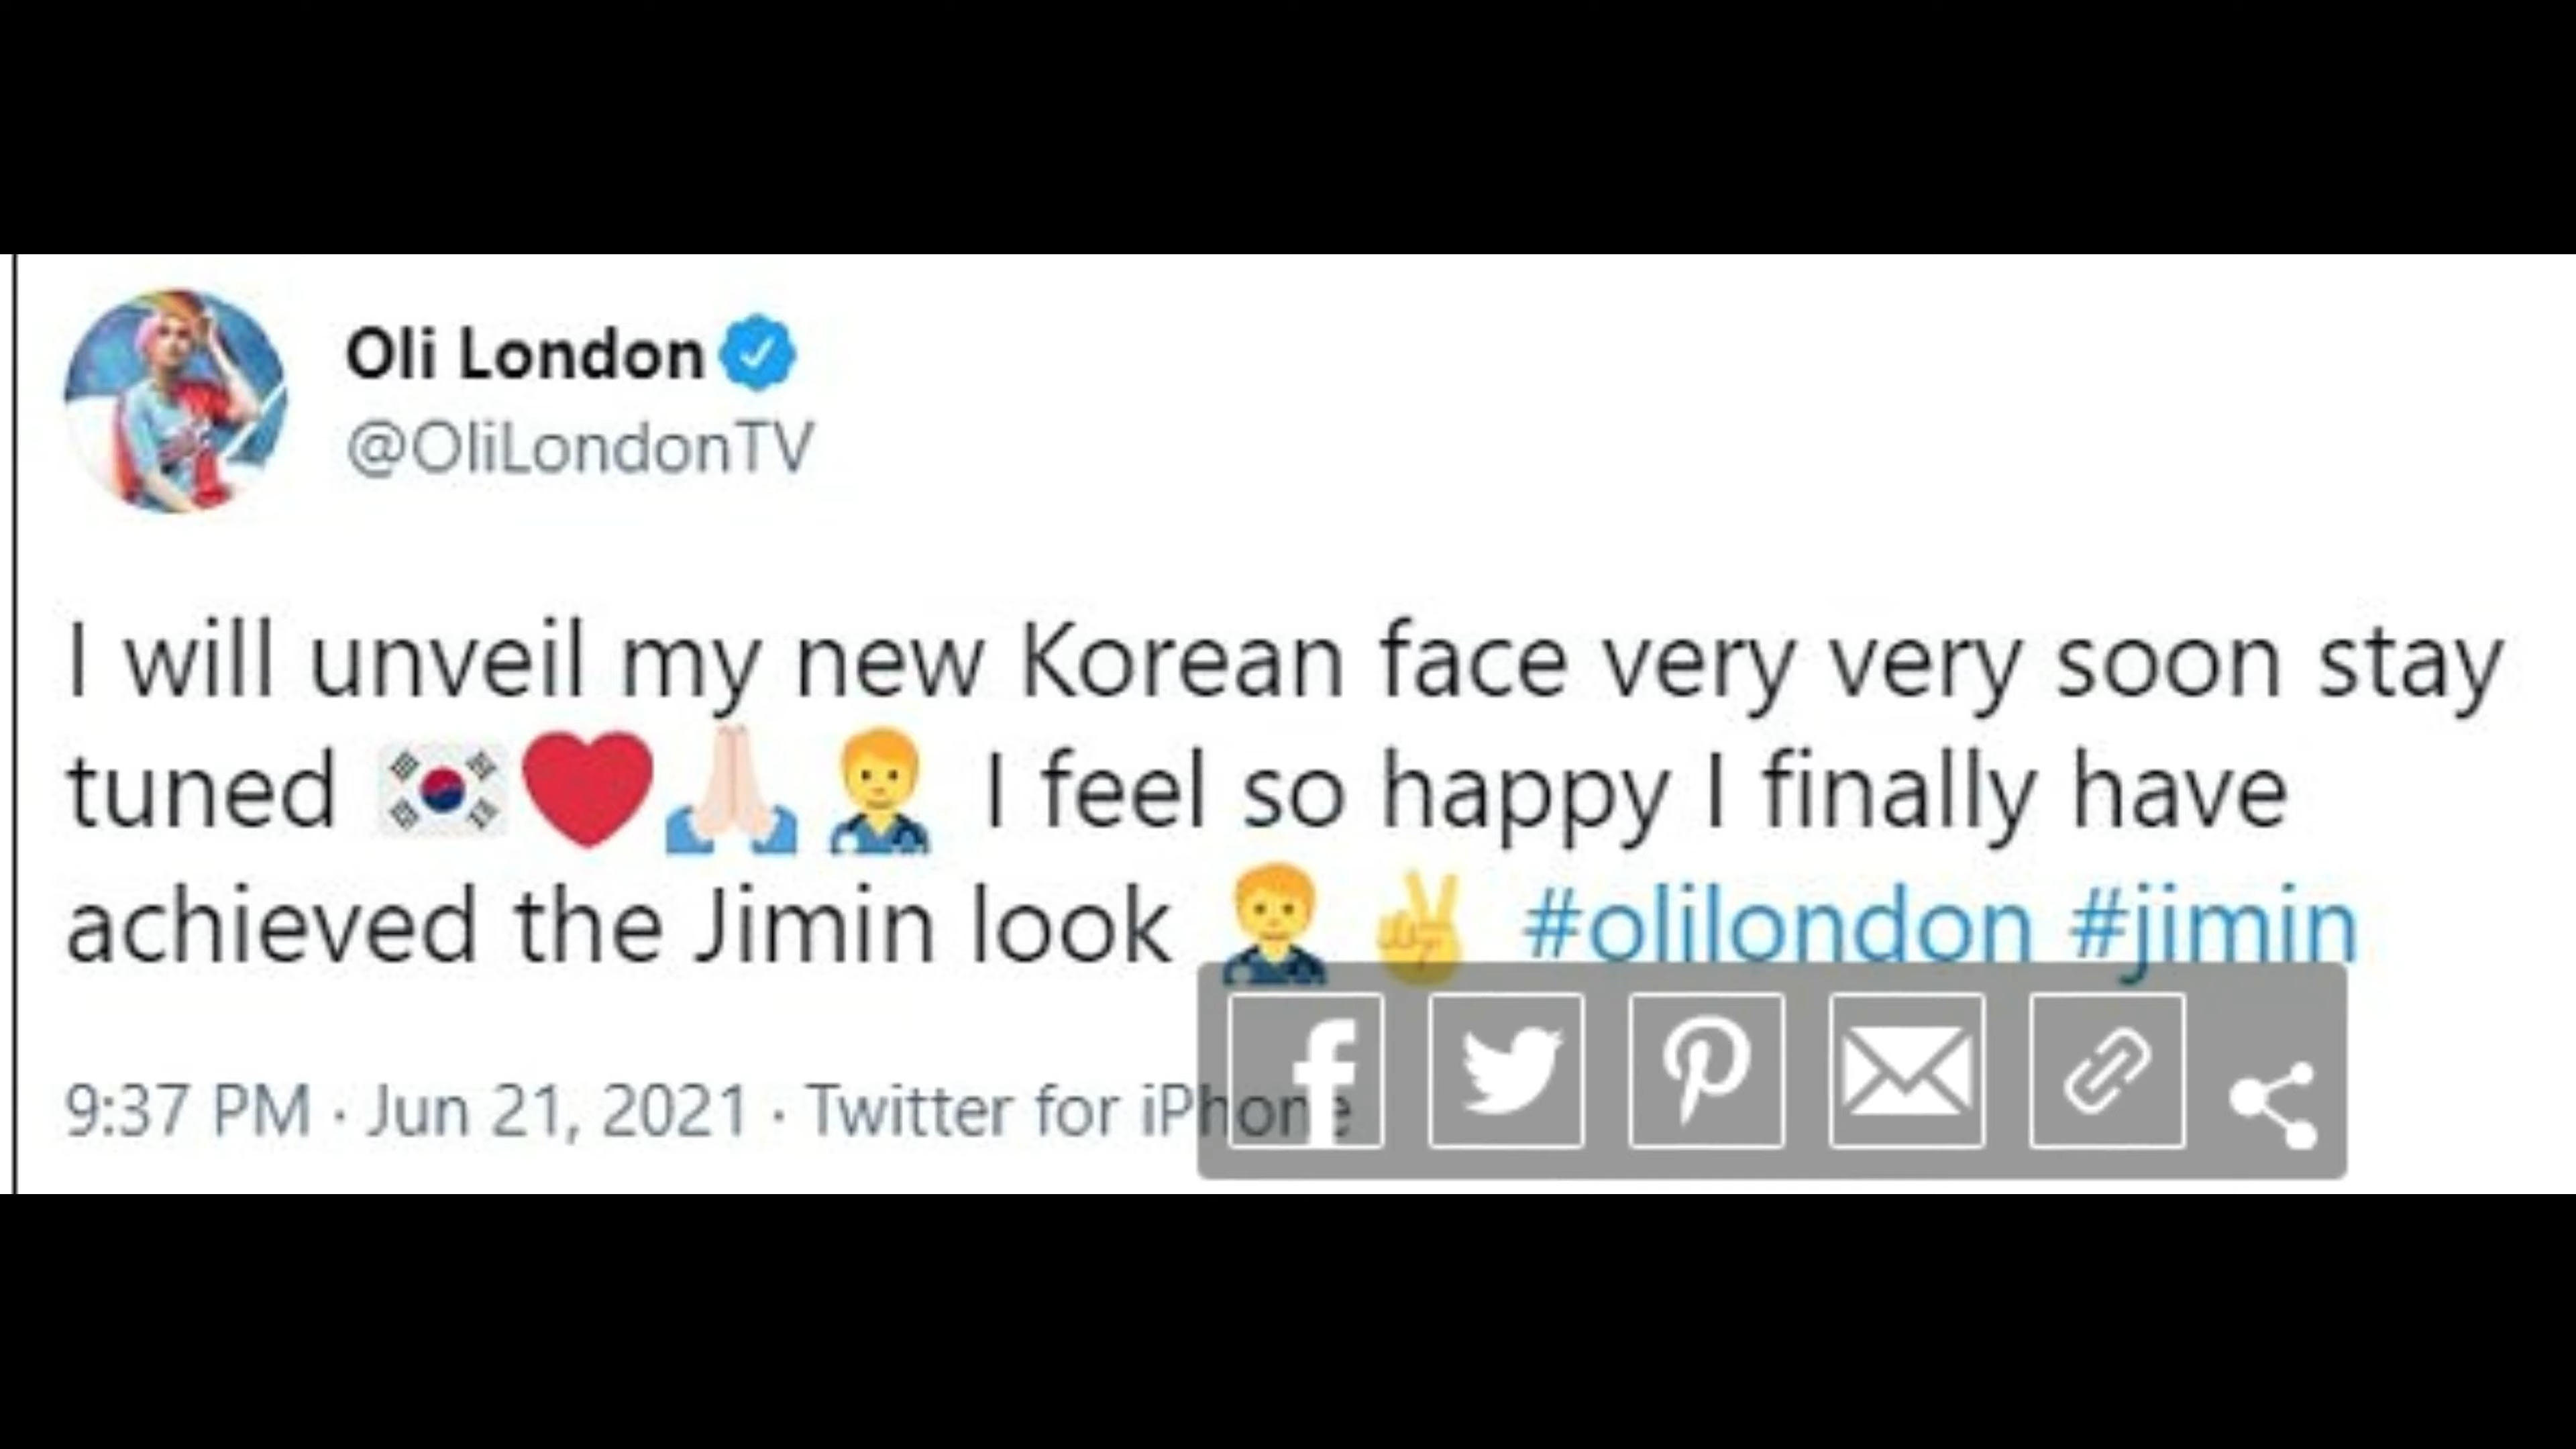 Oli London
@OliLondonTV
I will unveil my new Korean face very very soon stay
tuned 🇰🇷❤️🙏🏻👨‍⚕️ I feel so happy I finally have
achieved the Jimin look 👨‍⚕️✌️ #olilondon #jimin
9:37 PM · Jun 21, 2021 · Twitter for iPhone